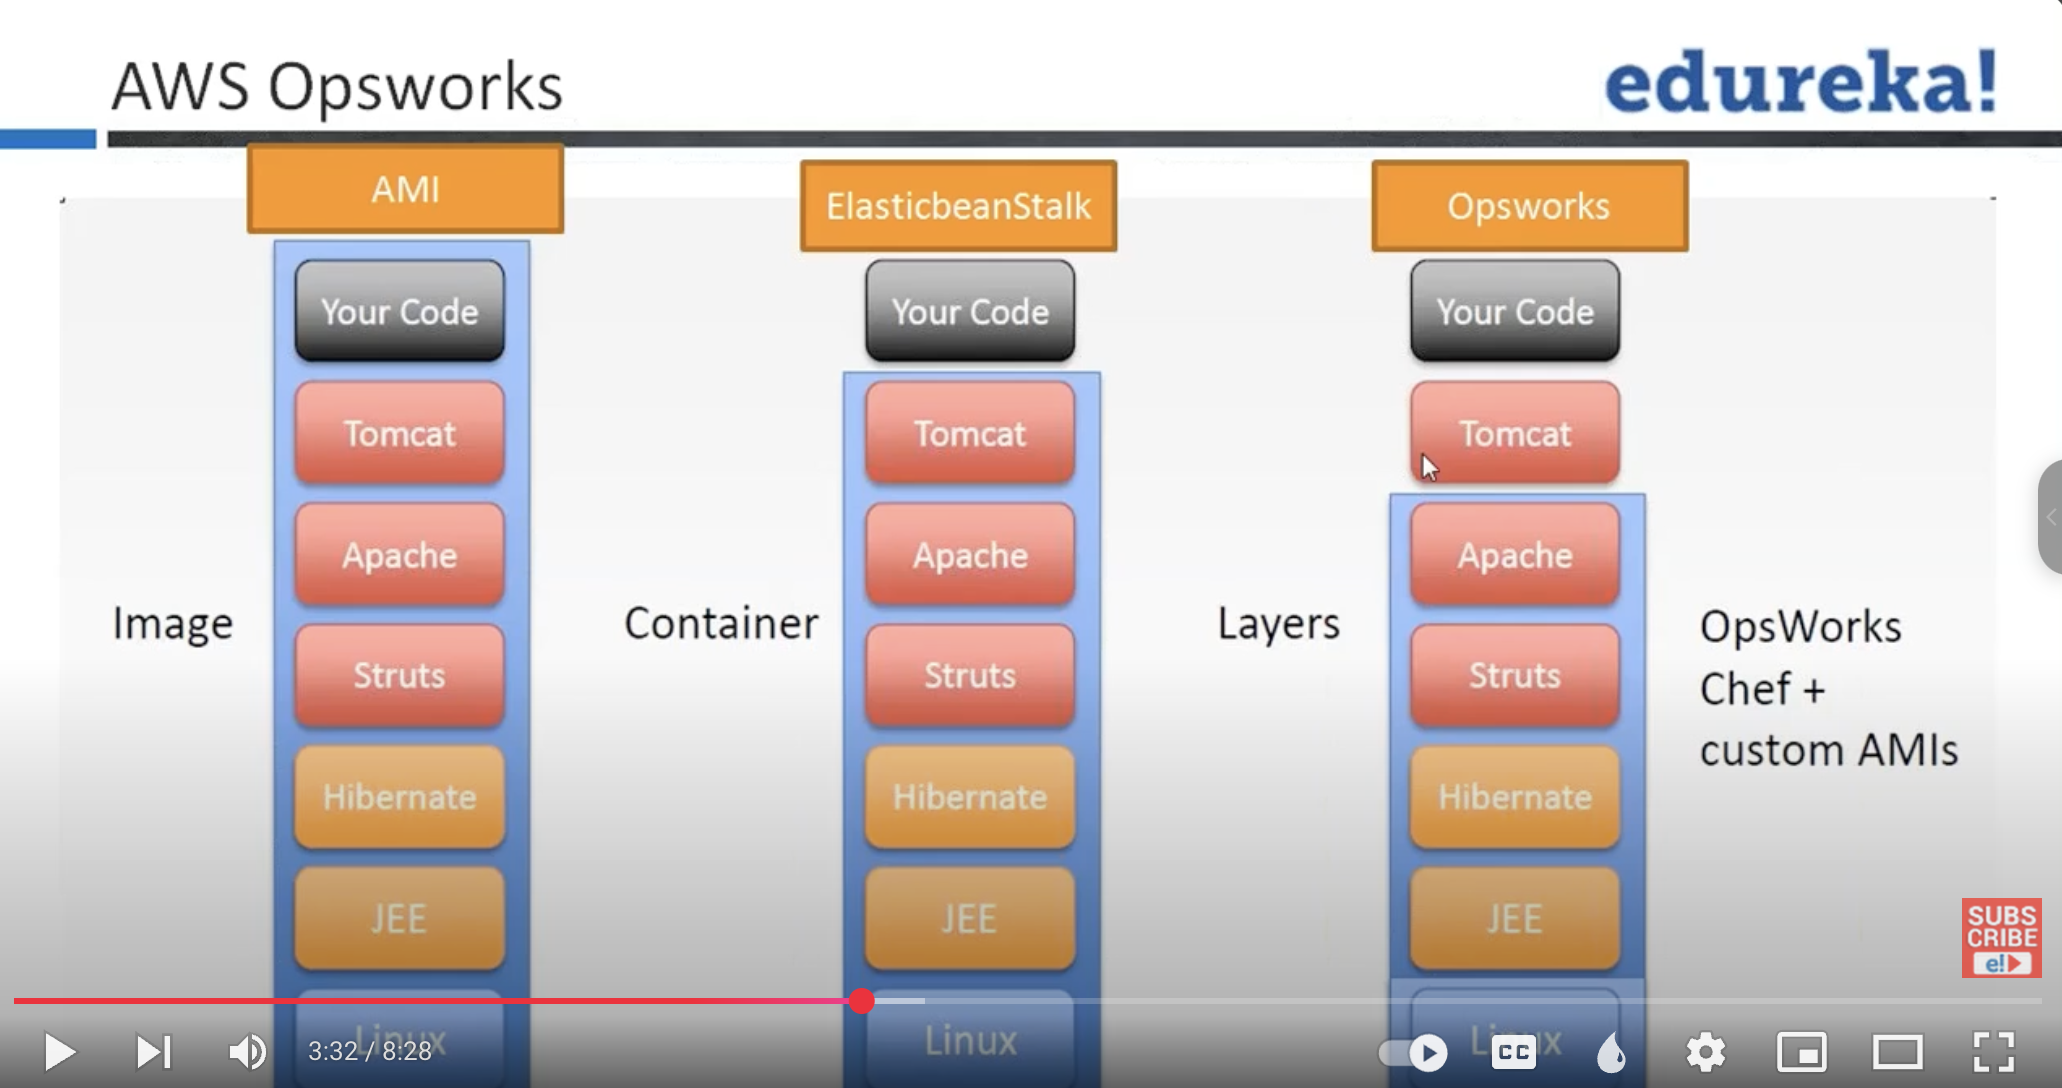 AWS Opsworks
edureka!
AMI
ElasticbeanStalk
Opsworks
Your Code
Your Code
Your Code
Tomcat
Tomcat
Tomcat
Apache
Apache
Apache
Image
Container
Layers
OpsWorks
Chef +
custom AMIs
Struts
Struts
Struts
Hibernate
Hibernate
Hibernate
JEE
JEE
JEE
SUBS
CRIBE
e!
Linux
Linux
Linux
3:32 / 8:28
CC